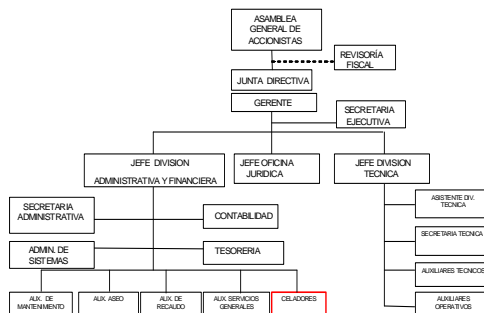 ASAMBLEA
GENERAL DE
ACCIONISTAS
REVISORÍA
FISCAL
JUNTA DIRECTIVA
GERENTE
SECRETARIA
EJECUTIVA
JEFE DIVISION
ADMINISTRATIVA Y FINANCIERA
JEFE OFICINA
JURIDICA
JEFE DIVISION
TECNICA
SECRETARIA
ADMINISTRATIVA
CONTABILIDAD
ADMIN. DE
SISTEMAS
TESORERIA
ASISTENTE DIV.
TECNICA
SECRETARIA TECNICA
AUXILIARES TECNICOS
AUXILIARES
OPERATIVOS
AUX. DE
MANTENIMIENTO
AUX. ASEO
AUX. DE
RECAUDO
AUX. SERVICIOS
GENERALES
CELADORES